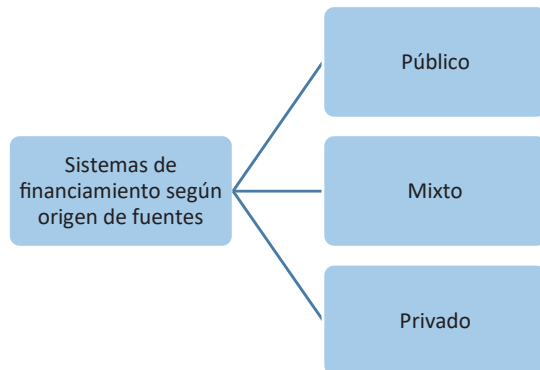 Sistemas de
financiamiento según
origen de fuentes
Público
Mixto
Privado